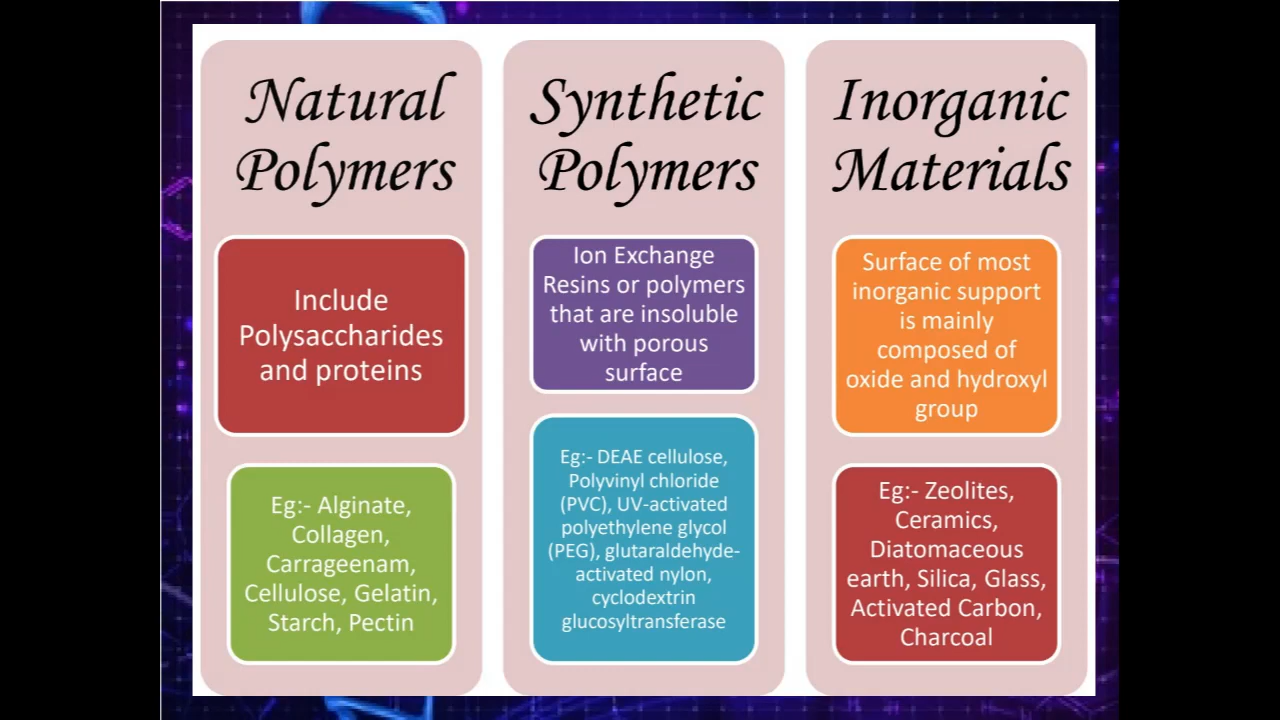 Natural
Polymers
Include
Polysaccharides
and proteins
Eg:- Alginate,
Collagen,
Carrageenam,
Cellulose, Gelatin,
Starch, Pectin
Synthetic
Polymers
Ion Exchange
Resins or polymers
that are insoluble
with porous
surface
Eg:- DEAE cellulose,
Polyvinyl chloride
(PVC), UV-activated
polyethylene glycol
(PEG), glutaraldehyde-
activated nylon,
cyclodextrin
glucosyltransferase
Inorganic
Materials
Surface of most
inorganic support
is mainly
composed of
oxide and hydroxyl
group
Eg:- Zeolites,
Ceramics,
Diatomaceous
earth, Silica, Glass,
Activated Carbon,
Charcoal